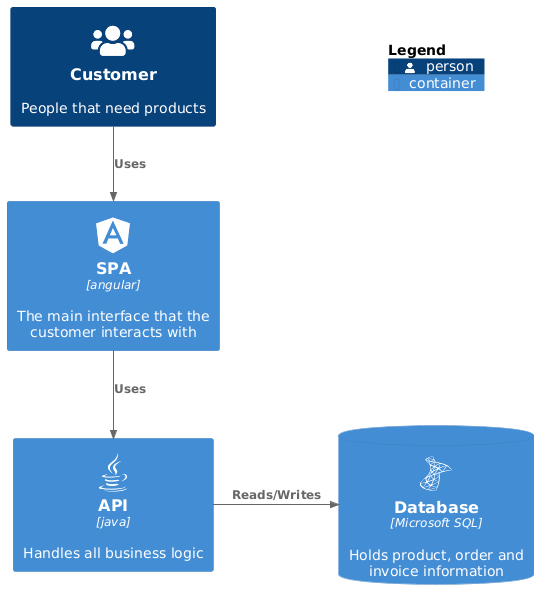 Customer
People that need products
Legend
person
container
Uses
SPA
[angular]
The main interface that the
customer interacts with
Uses
API
[java]
Handles all business logic
Reads/Writes
Database
[Microsoft SQL]
Holds product, order and
invoice information